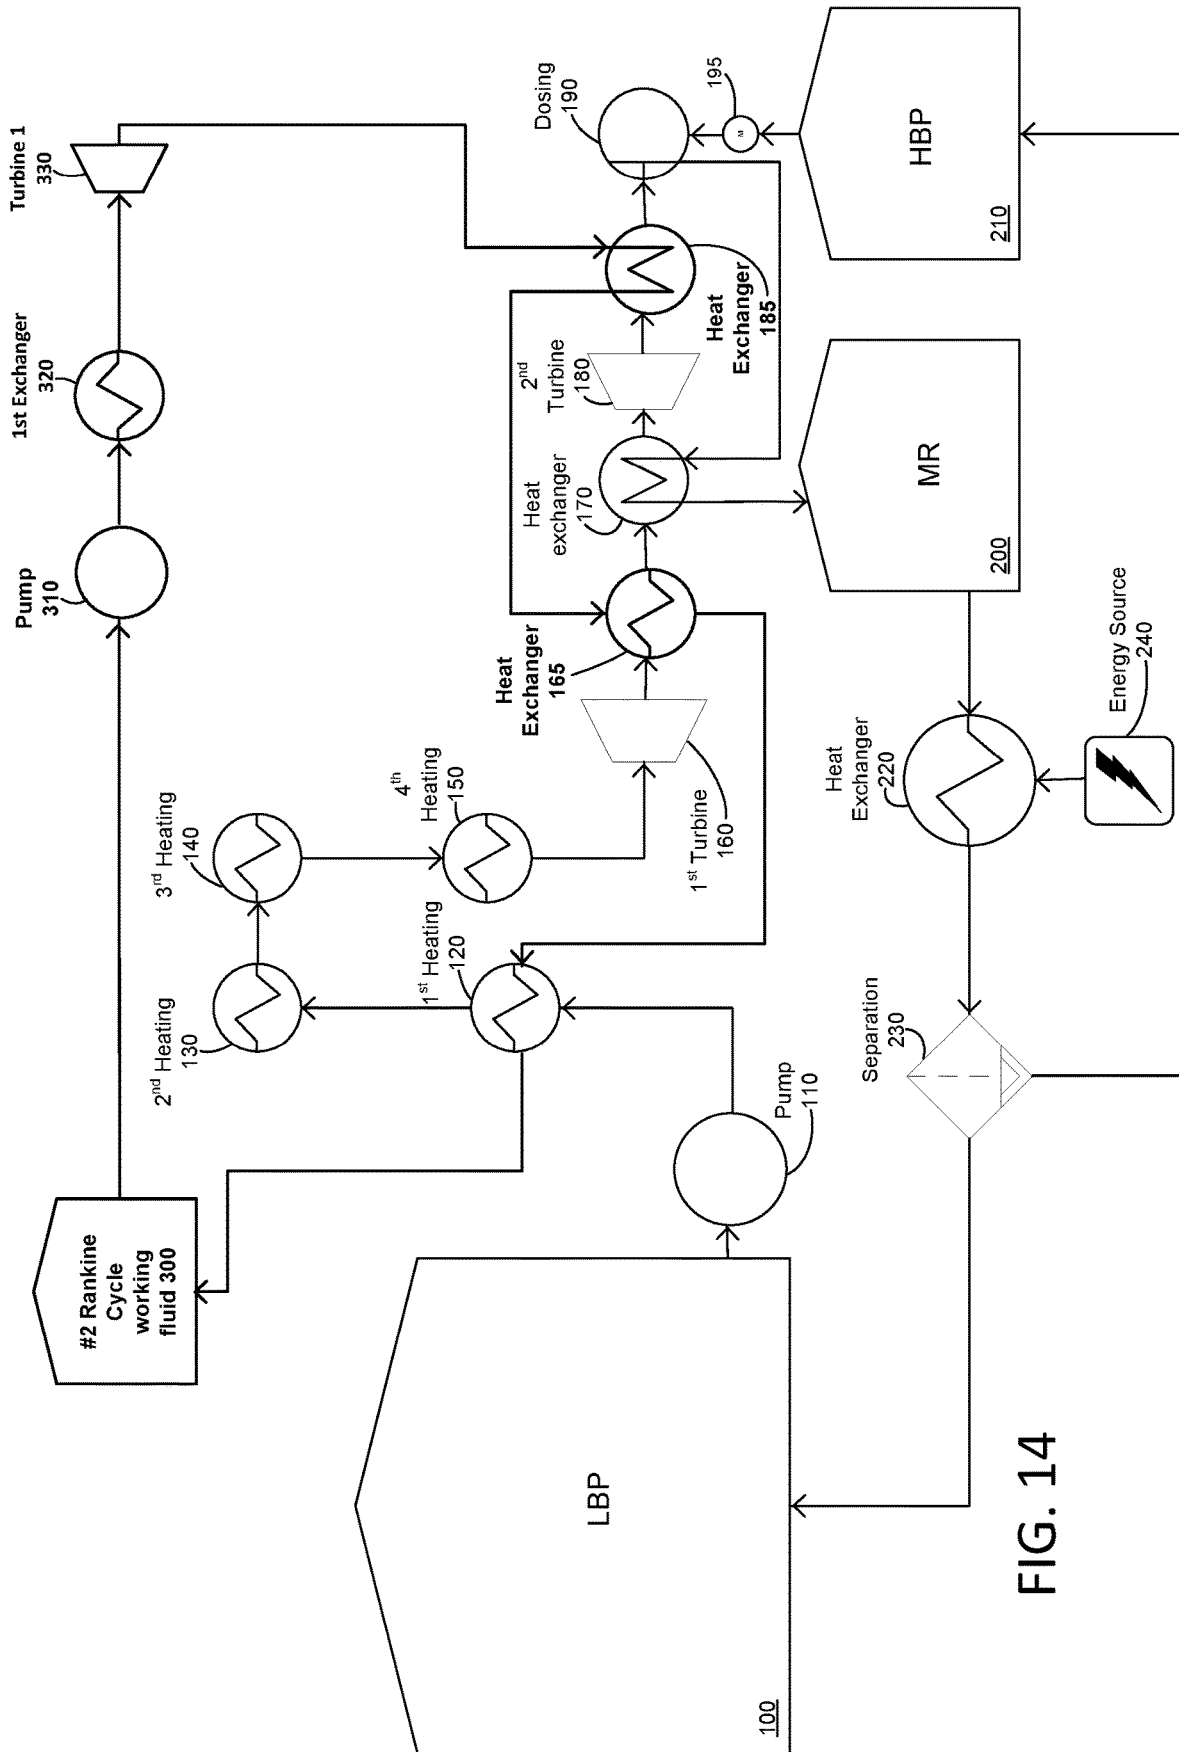 #2 Rankine
Cycle
working
fluid 300
Pump
310
1st Exchanger
320
Turbine 1
330
2nd Heating
130
3rd Heating
140
1st Heating
120
4th
Heating
150
Heat
Exchanger
165
Heat
exchanger
170
2nd
Turbine
180
Dosing
190
1st Turbine
160
Heat
Exchanger
185
195
M
LBP
100
Pump
110
MR
200
HBP
210
Separation
230
Heat
Exchanger
220
Energy Source
240
FIG. 14